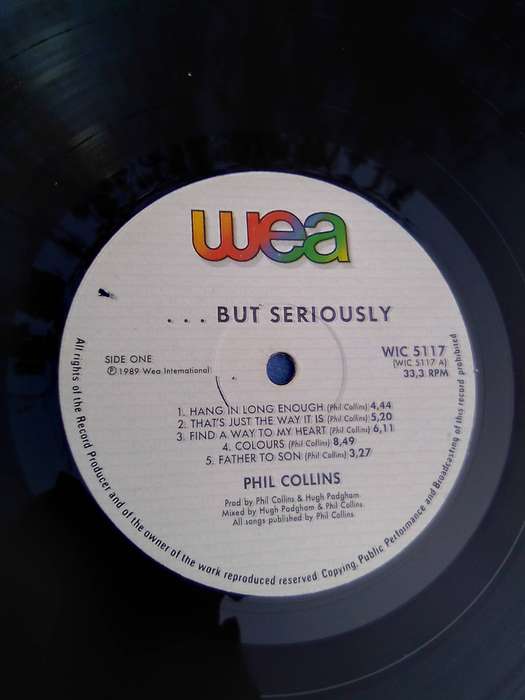 wea
. . . BUT SERIOUSLY
SIDE ONE
℗ 1989 Wea International
WIC 5117
(WIC 5117 A)
33,3 RPM
1. HANG IN LONG ENOUGH (Phil Collins) 4,44
2. THAT'S JUST THE WAY IT IS (Phil Collins) 5,20
3. FIND A WAY TO MY HEART (Phil Collins) 6,11
4. COLOURS (Phil Collins) 8,49
5. FATHER TO SON (Phil Collins) 3,27
PHIL COLLINS
Prod by Phil Collins & Hugh Padgham
Mixed by Hugh Padgham & Phil Collins
All songs published by Phil Collins
All rights of the Record Producer and of the owner of the work reproduced reserved. Copying, Public Performance and Broadcasting of this record prohibited